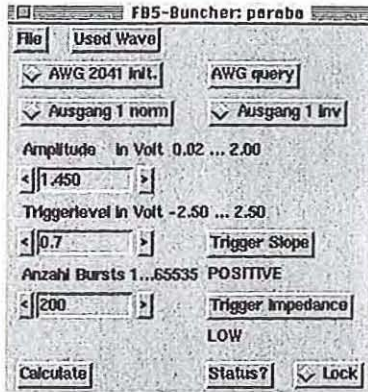 FB5-Buncher: parabo
File Used Wave
AWG 2041 Init. AWG query
Ausgang 1 norm Ausgang 1 inv
Amplitude in Volt 0.02 ... 2.00
< 1.450 >
Triggerlevel in Volt -2.50 ... 2.50
< 0.7 > Trigger Slope
Anzahl Bursts 1...65535 POSITIVE
< 200 > Trigger Impedance
LOW
Calculate Status? Lock